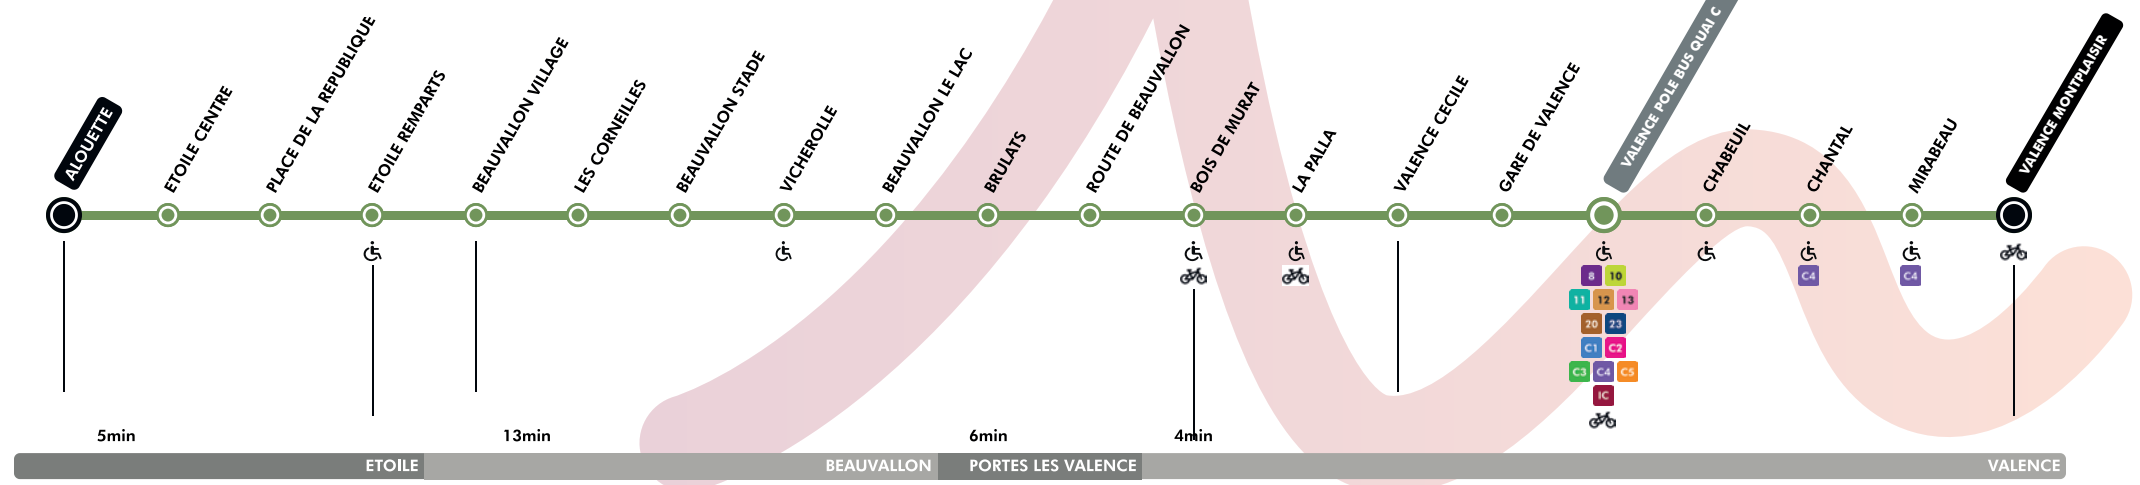 ALOUETTE
ETOILE CENTRE
PLACE DE LA REPUBLIQUE
ETOILE REMPARTS
BEAUVALLON VILLAGE
LES CORNEILLES
BEAUVALLON STADE
VICHEROLLE
BEAUVALLON LE LAC
BRULATS
ROUTE DE BEAUVALLON
BOIS DE MURAT
LA PALLA
VALENCE CECILE
GARE DE VALENCE
VALENCE POLE BUS QUAI C
CHABEUIL
CHANTAL
MIRABEAU
VALENCE MONTPLAISIR
8 10
11 12 13
20 23
C1 C2
C3 C4 C5
IC
C4
C4
5min
13min
6min
4min
ETOILE
BEAUVALLON
PORTES LES VALENCE
VALENCE